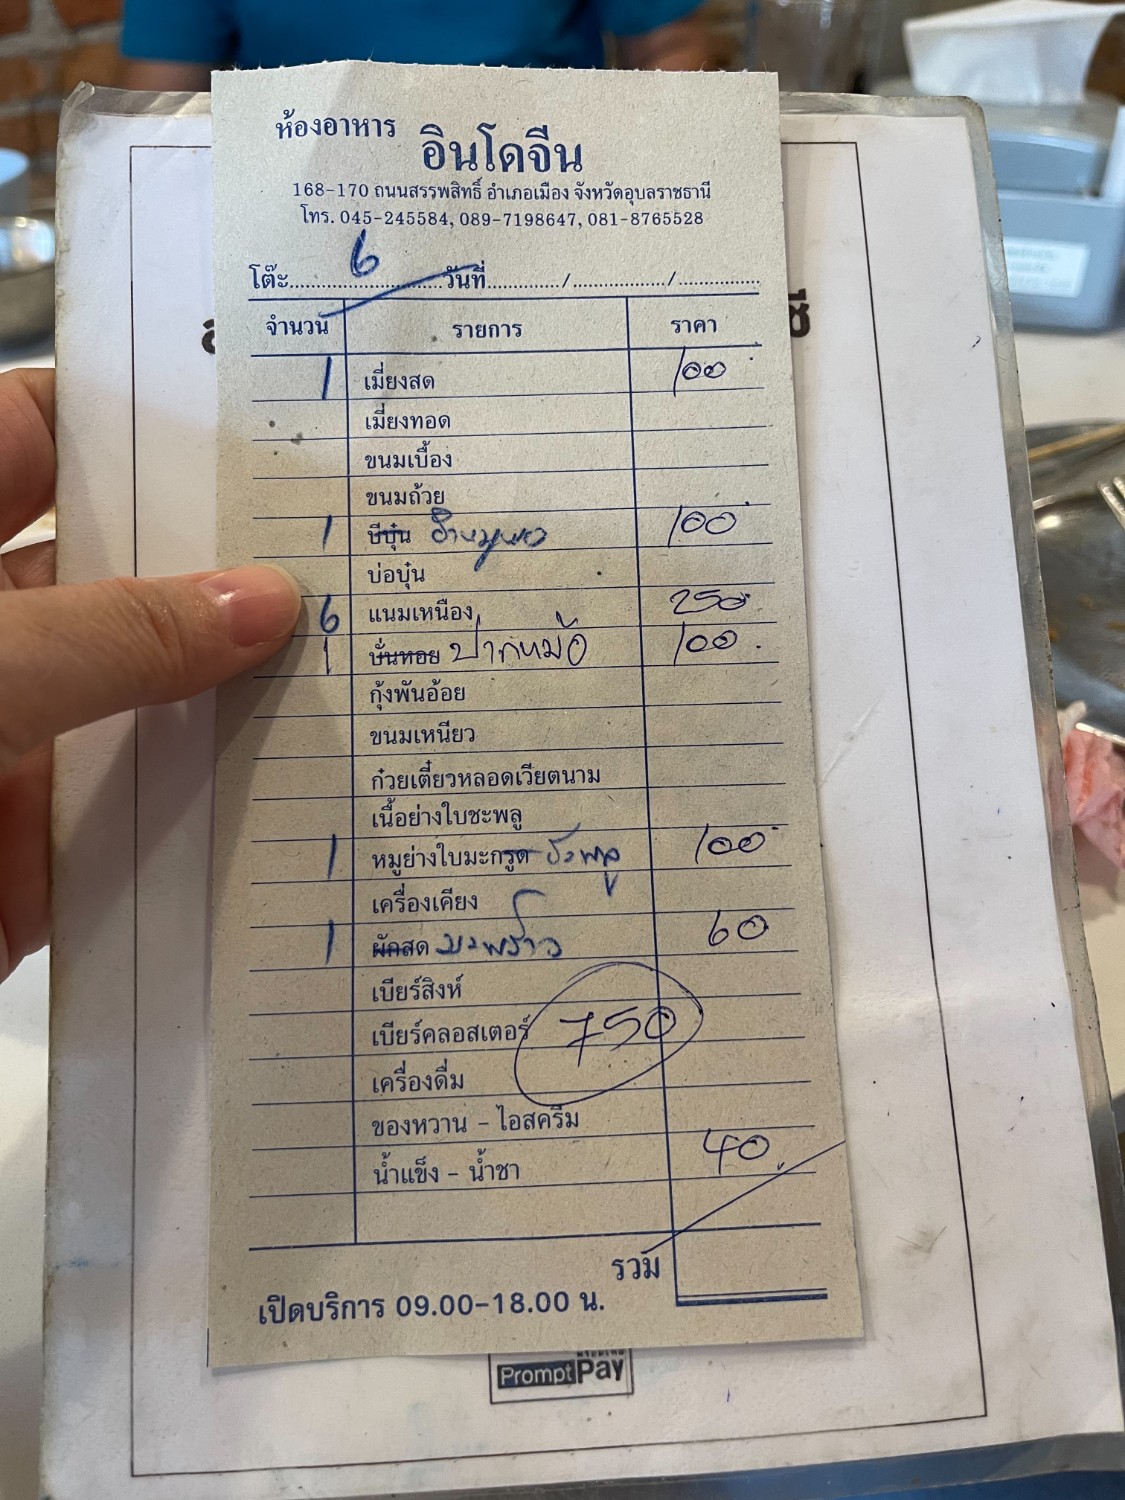 ห้องอาหาร
อินโดจีน
168-170 ถนนสรรพสิทธิ์ อำเภอเมือง จังหวัดอุบลราชธานี
โทร. 045-245584, 089-7198647, 081-8765528
โต๊ะ 6 วันที่ / /
จำนวน รายการ ราคา
1 เมี่ยงสด 100
เมี่ยงทอด
ขนมเบื้อง
ขนมถ้วย
1 บีบุ๋น 100
บ่อบุ๋น
6 แนมเหนือง 250
1 ปากหม้อ 100
กุ้งพันอ้อย
ขนมเหนียว
ก๋วยเตี๋ยวหลอดเวียตนาม
เนื้อย่างใบชะพลู
1 หมูย่างใบมะกรูด ชะพลู 100
เครื่องเคียง
1 ผักสด มะพร้าว 60
เบียร์สิงห์
เบียร์คลอสเตอร์ 750
เครื่องดื่ม
ของหวาน - ไอสครีม
น้ำแข็ง - น้ำชา 40
รวม
เปิดบริการ 09.00-18.00 น.
Prompt Pay